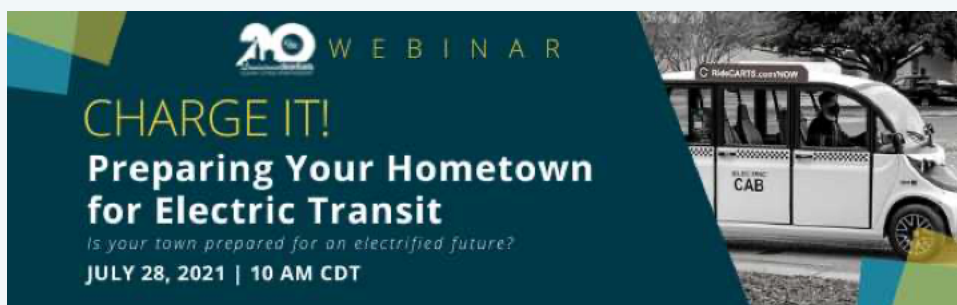 20 WEBINAR
CHARGE IT!
Preparing Your Hometown
for Electric Transit
Is your town prepared for an electrified future?
JULY 28, 2021 | 10 AM CDT
RideCARTS.com/NOW
ELECTRIC
CAB